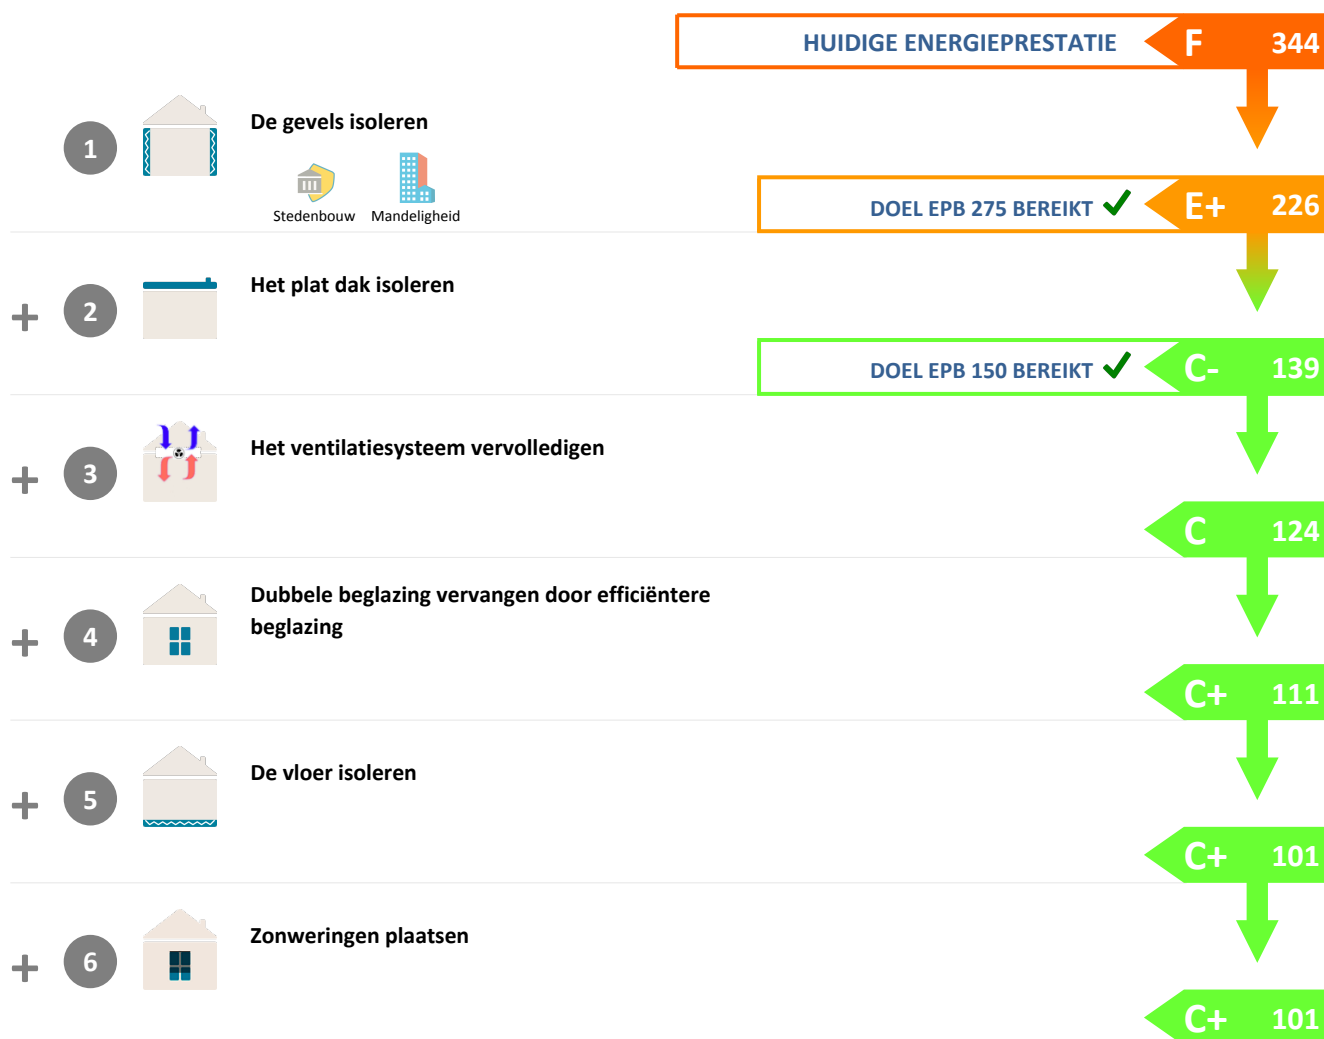 HUIDIGE ENERGIEPRESTATIE F 344
1 De gevels isoleren
Stedenbouw Mandeligheid
DOEL EPB 275 BEREIKT E+ 226
+ 2 Het plat dak isoleren
DOEL EPB 150 BEREIKT C- 139
+ 3 Het ventilatiesysteem vervolledigen
C 124
+ 4 Dubbele beglazing vervangen door efficiëntere
beglazing
C+ 111
+ 5 De vloer isoleren
C+ 101
+ 6 Zonweringen plaatsen
C+ 101